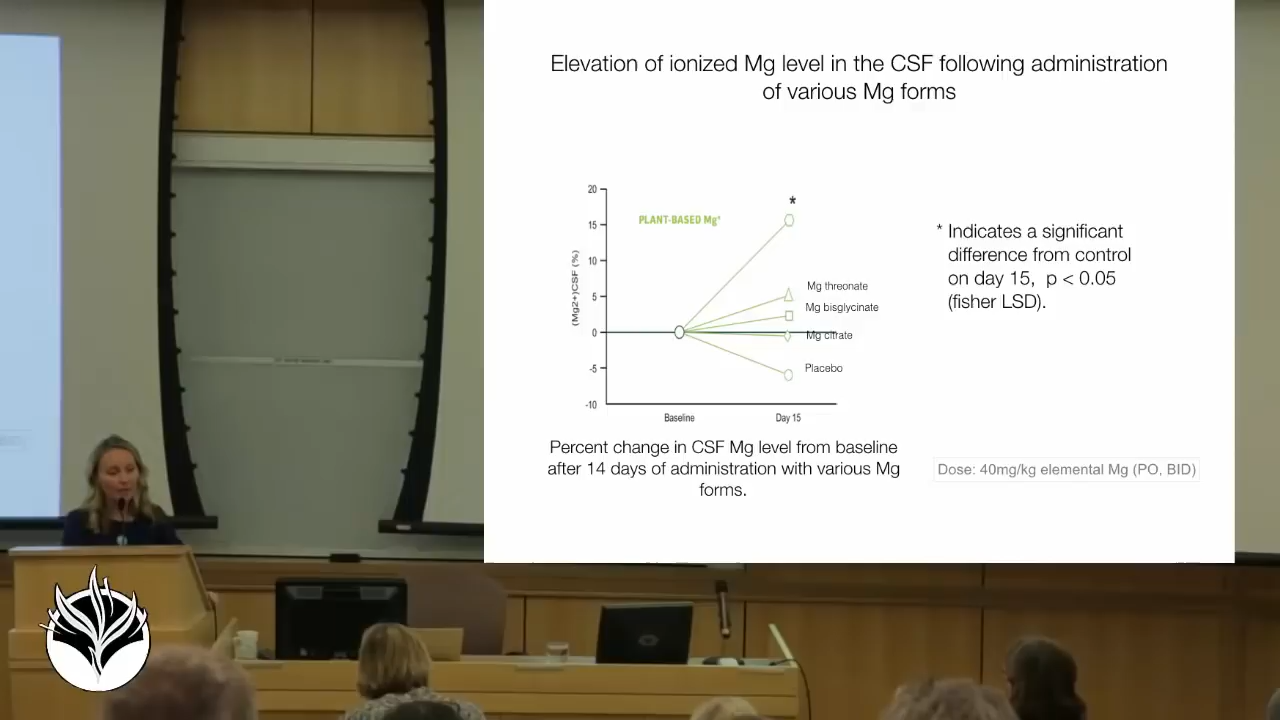 Elevation of ionized Mg level in the CSF following administration
of various Mg forms
20
15
10
5
0
-5
-10
(Mg2+)CSF (%)
PLANT-BASED Mg
*
Mg threonate
Mg bisglycinate
Mg citrate
Placebo
Baseline
Day 15
* Indicates a significant
difference from control
on day 15, p < 0.05
(fisher LSD).
Percent change in CSF Mg level from baseline
after 14 days of administration with various Mg
forms.
Dose: 40mg/kg elemental Mg (PO, BID)